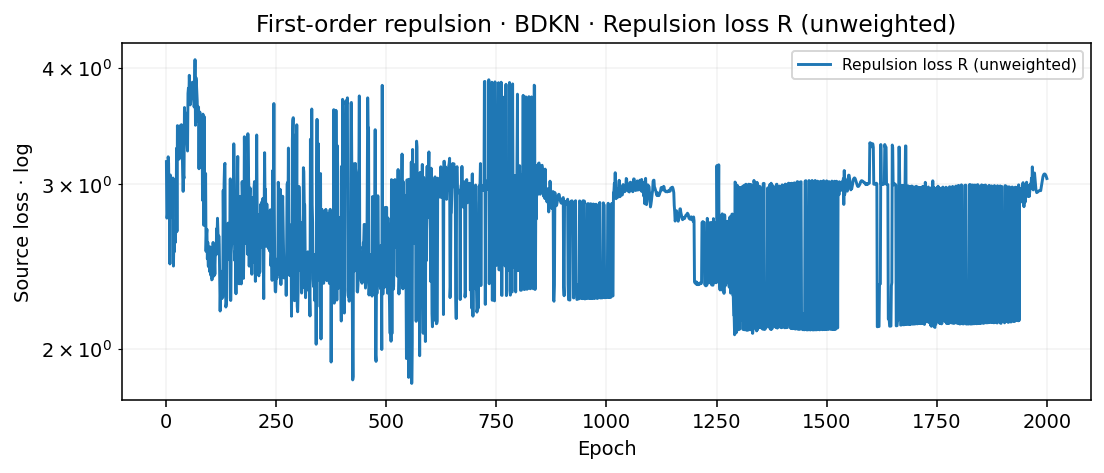 First-order repulsion · BDKN · Repulsion loss R (unweighted)
Repulsion loss R (unweighted)
Source loss · log
4 × 10⁰
3 × 10⁰
2 × 10⁰
0 250 500 750 1000 1250 1500 1750 2000
Epoch